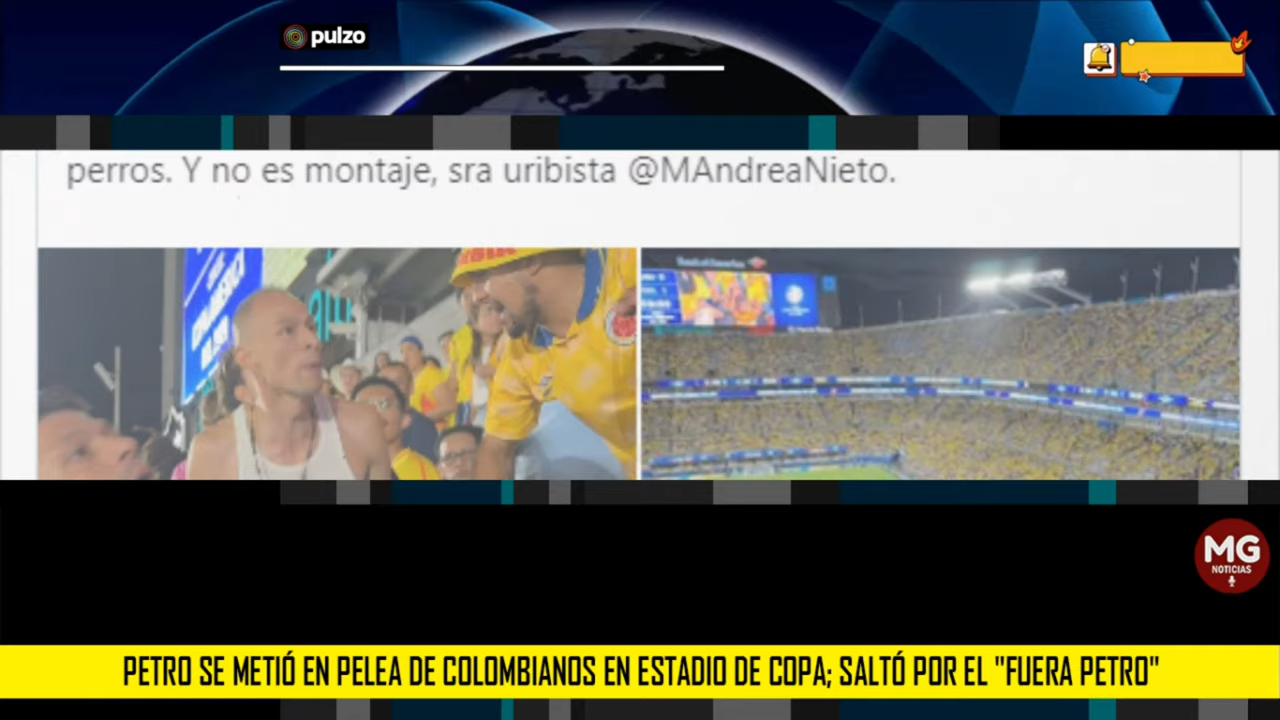 pulzo
perros. Y no es montaje, sra uribista @MAndreaNieto.
MG
NOTICIAS
PETRO SE METIÓ EN PELEA DE COLOMBIANOS EN ESTADIO DE COPA; SALTÓ POR EL "FUERA PETRO"